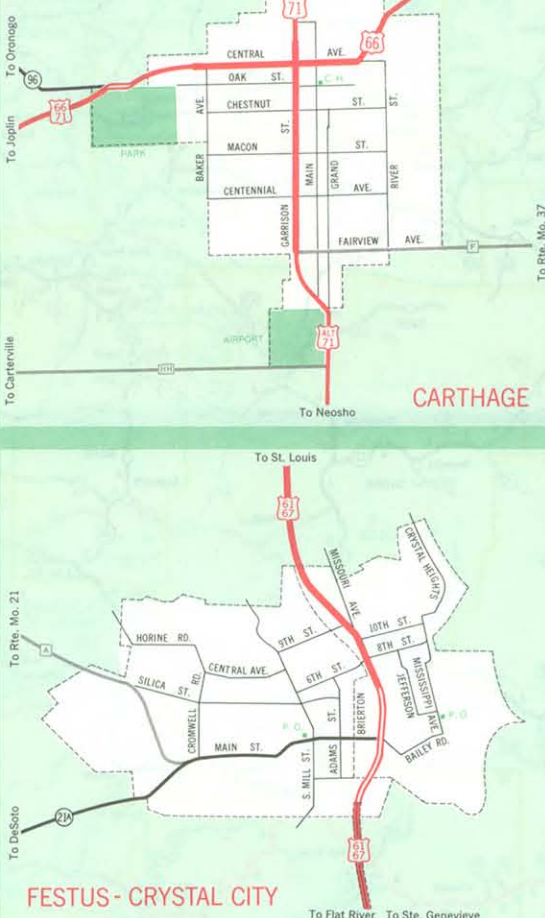 71
66
To Oronogo
96
66
71
To Joplin
CENTRAL AVE.
OAK ST.
C.H.
CHESTNUT ST.
MACON ST.
CENTENNIAL AVE.
FAIRVIEW AVE.
F
BAKER AVE.
GARRISON ST.
MAIN
GRAND
RIVER ST.
PARK
AIRPORT
To Rte. Mo. 37
ALT
71
HH
To Carterville
To Neosho
CARTHAGE
To St. Louis
61
67
MISSOURI AVE.
CRYSTAL HEIGHTS
To Rte. Mo. 21
A
HORINE RD.
9TH ST.
10TH ST.
8TH ST.
CENTRAL AVE.
6TH ST.
SILICA ST.
CROMWELL RD.
JEFFERSON
MISSISSIPPI AVE.
P.O.
P.O.
BRIERTON
ADAMS ST.
MAIN ST.
S. MILL ST.
BAILEY RD.
21A
To DeSoto
61
67
FESTUS - CRYSTAL CITY
To Flat River To Ste. Genevieve